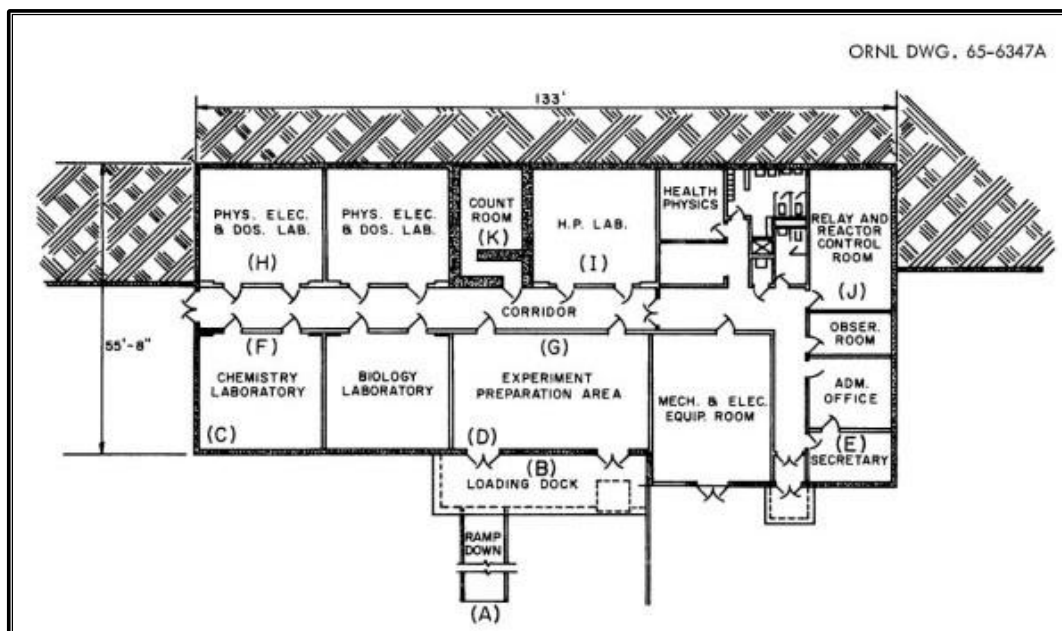 ORNL DWG. 65-6347A
133'
55'-8"
PHYS. ELEC.
& DOS. LAB.
(H)
PHYS. ELEC.
& DOS. LAB.
COUNT
ROOM
(K)
H.P. LAB.
(I)
HEALTH
PHYSICS
RELAY AND
REACTOR
CONTROL
ROOM
(J)
CORRIDOR
OBSER.
ROOM
(F)
CHEMISTRY
LABORATORY
(C)
BIOLOGY
LABORATORY
(G)
EXPERIMENT
PREPARATION AREA
(D)
MECH. & ELEC.
EQUIP. ROOM
ADM.
OFFICE
(E)
SECRETARY
(B)
LOADING DOCK
RAMP
DOWN
(A)